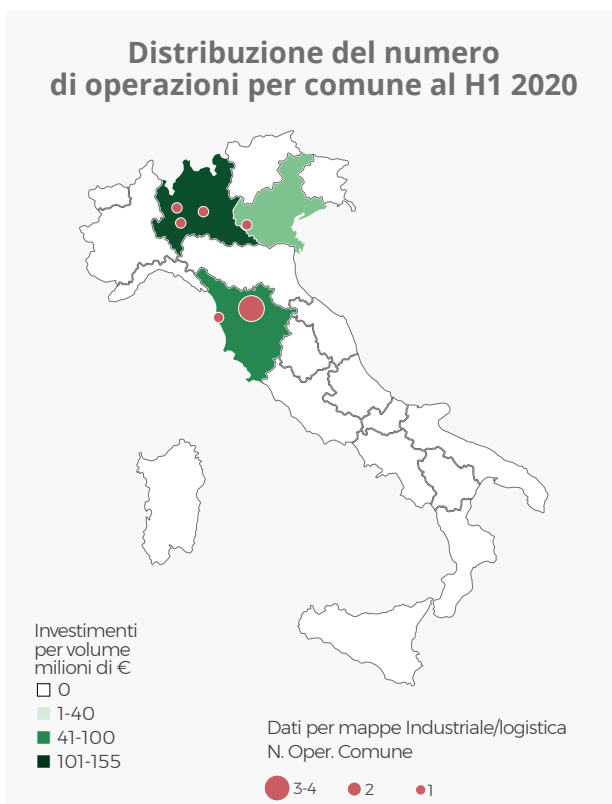 Distribuzione del numero
di operazioni per comune al H1 2020
Investimenti
per volume
milioni di €
0
1-40
41-100
101-155
Dati per mappe Industriale/logistica
N. Oper. Comune
3-4 2 1